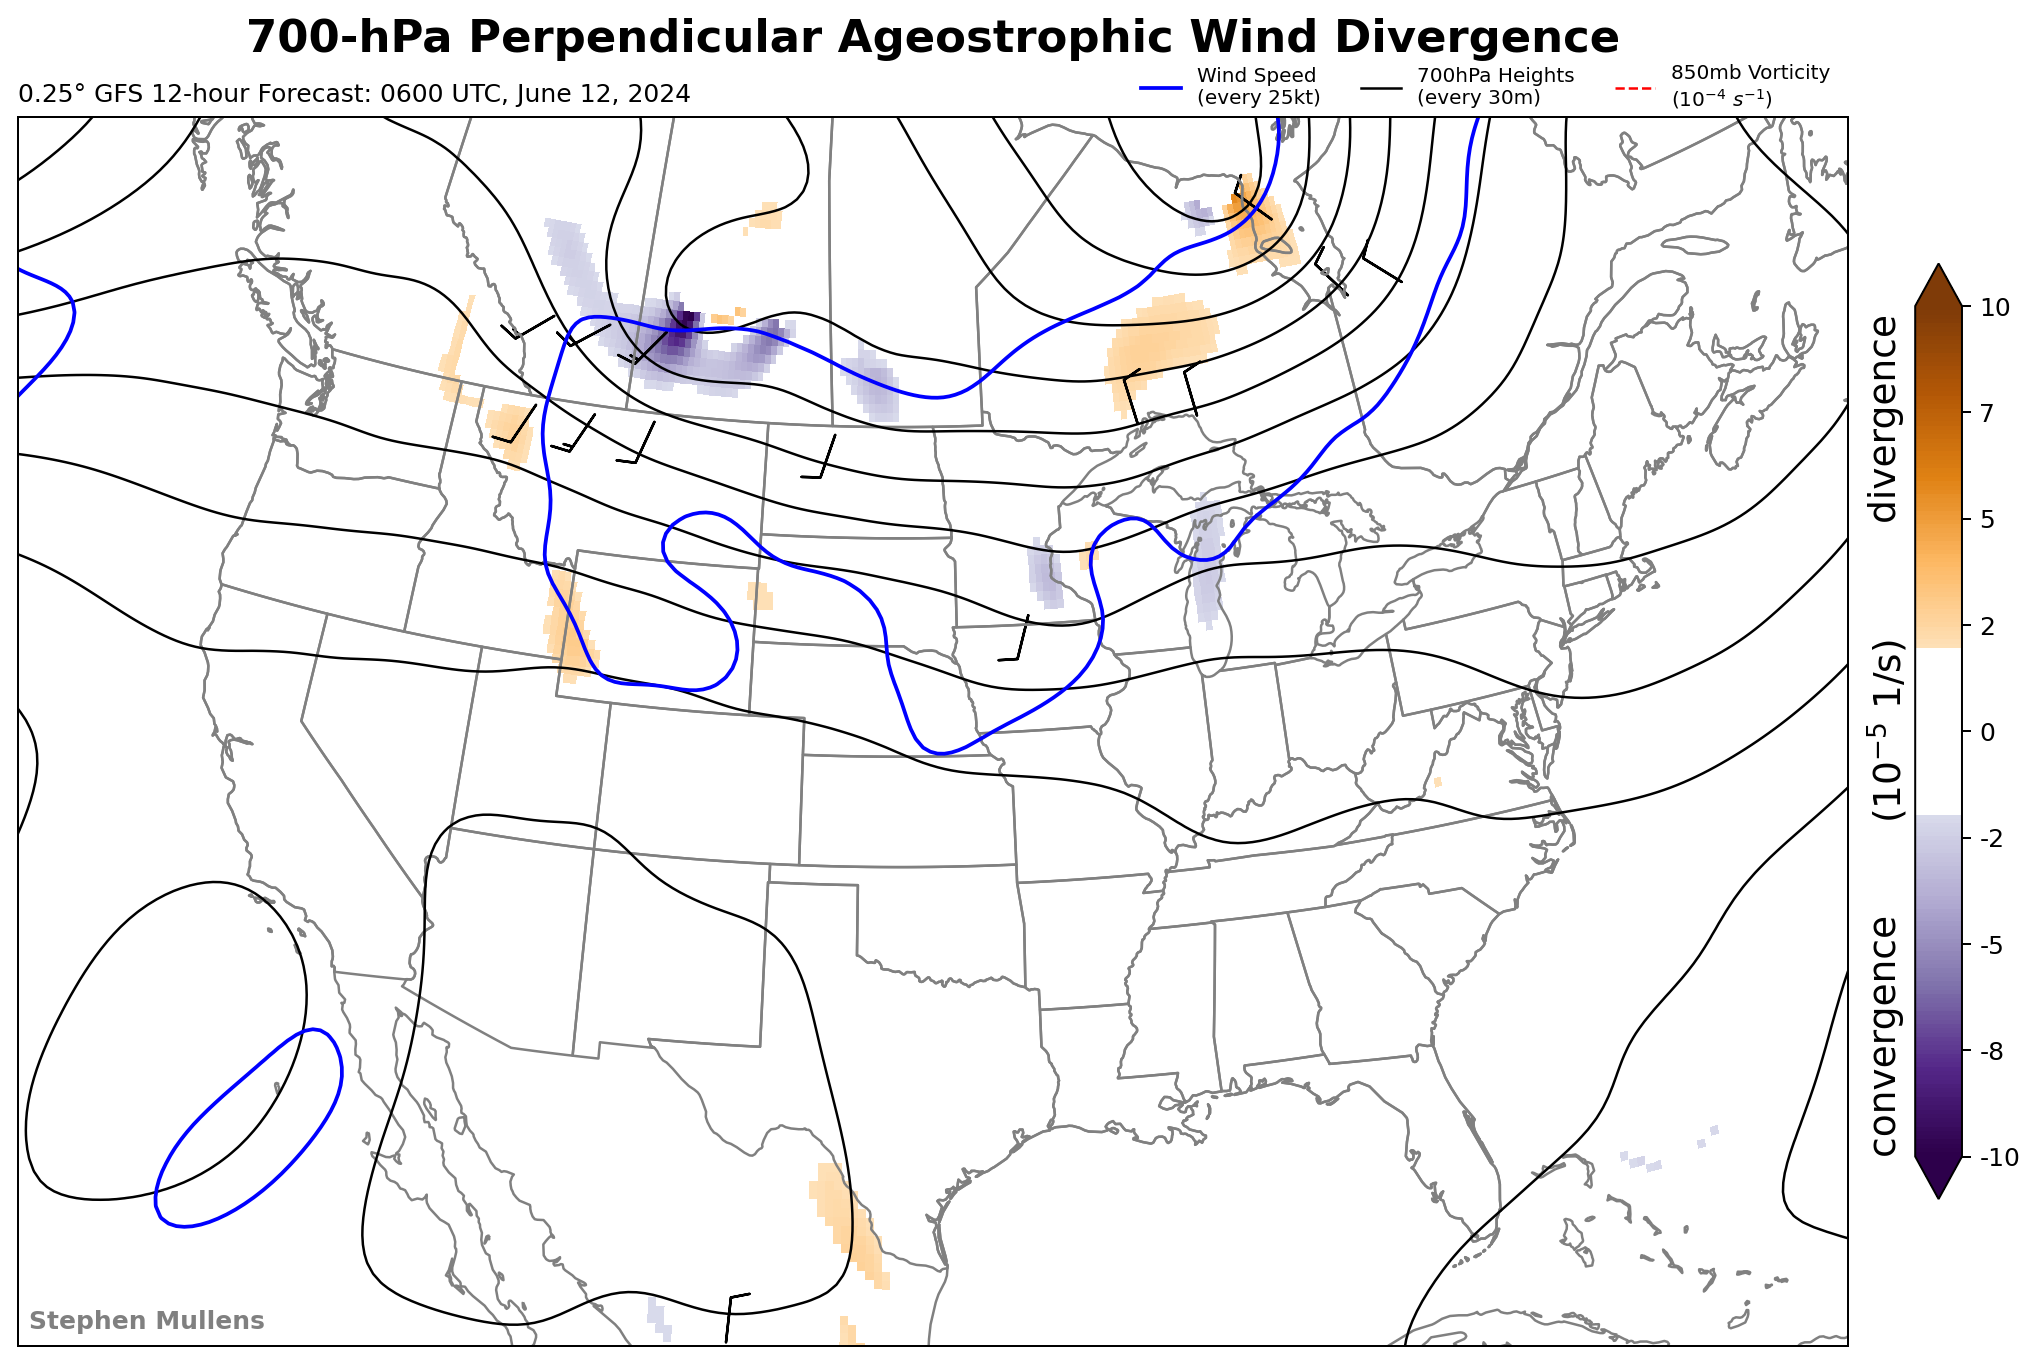 700-hPa Perpendicular Ageostrophic Wind Divergence
0.25° GFS 12-hour Forecast: 0600 UTC, June 12, 2024
Wind Speed
(every 25kt)
700hPa Heights
(every 30m)
850mb Vorticity
(10⁻⁴ s⁻¹)
convergence (10⁻⁵ 1/s) divergence
10
7
5
2
0
-2
-5
-8
-10
Stephen Mullens